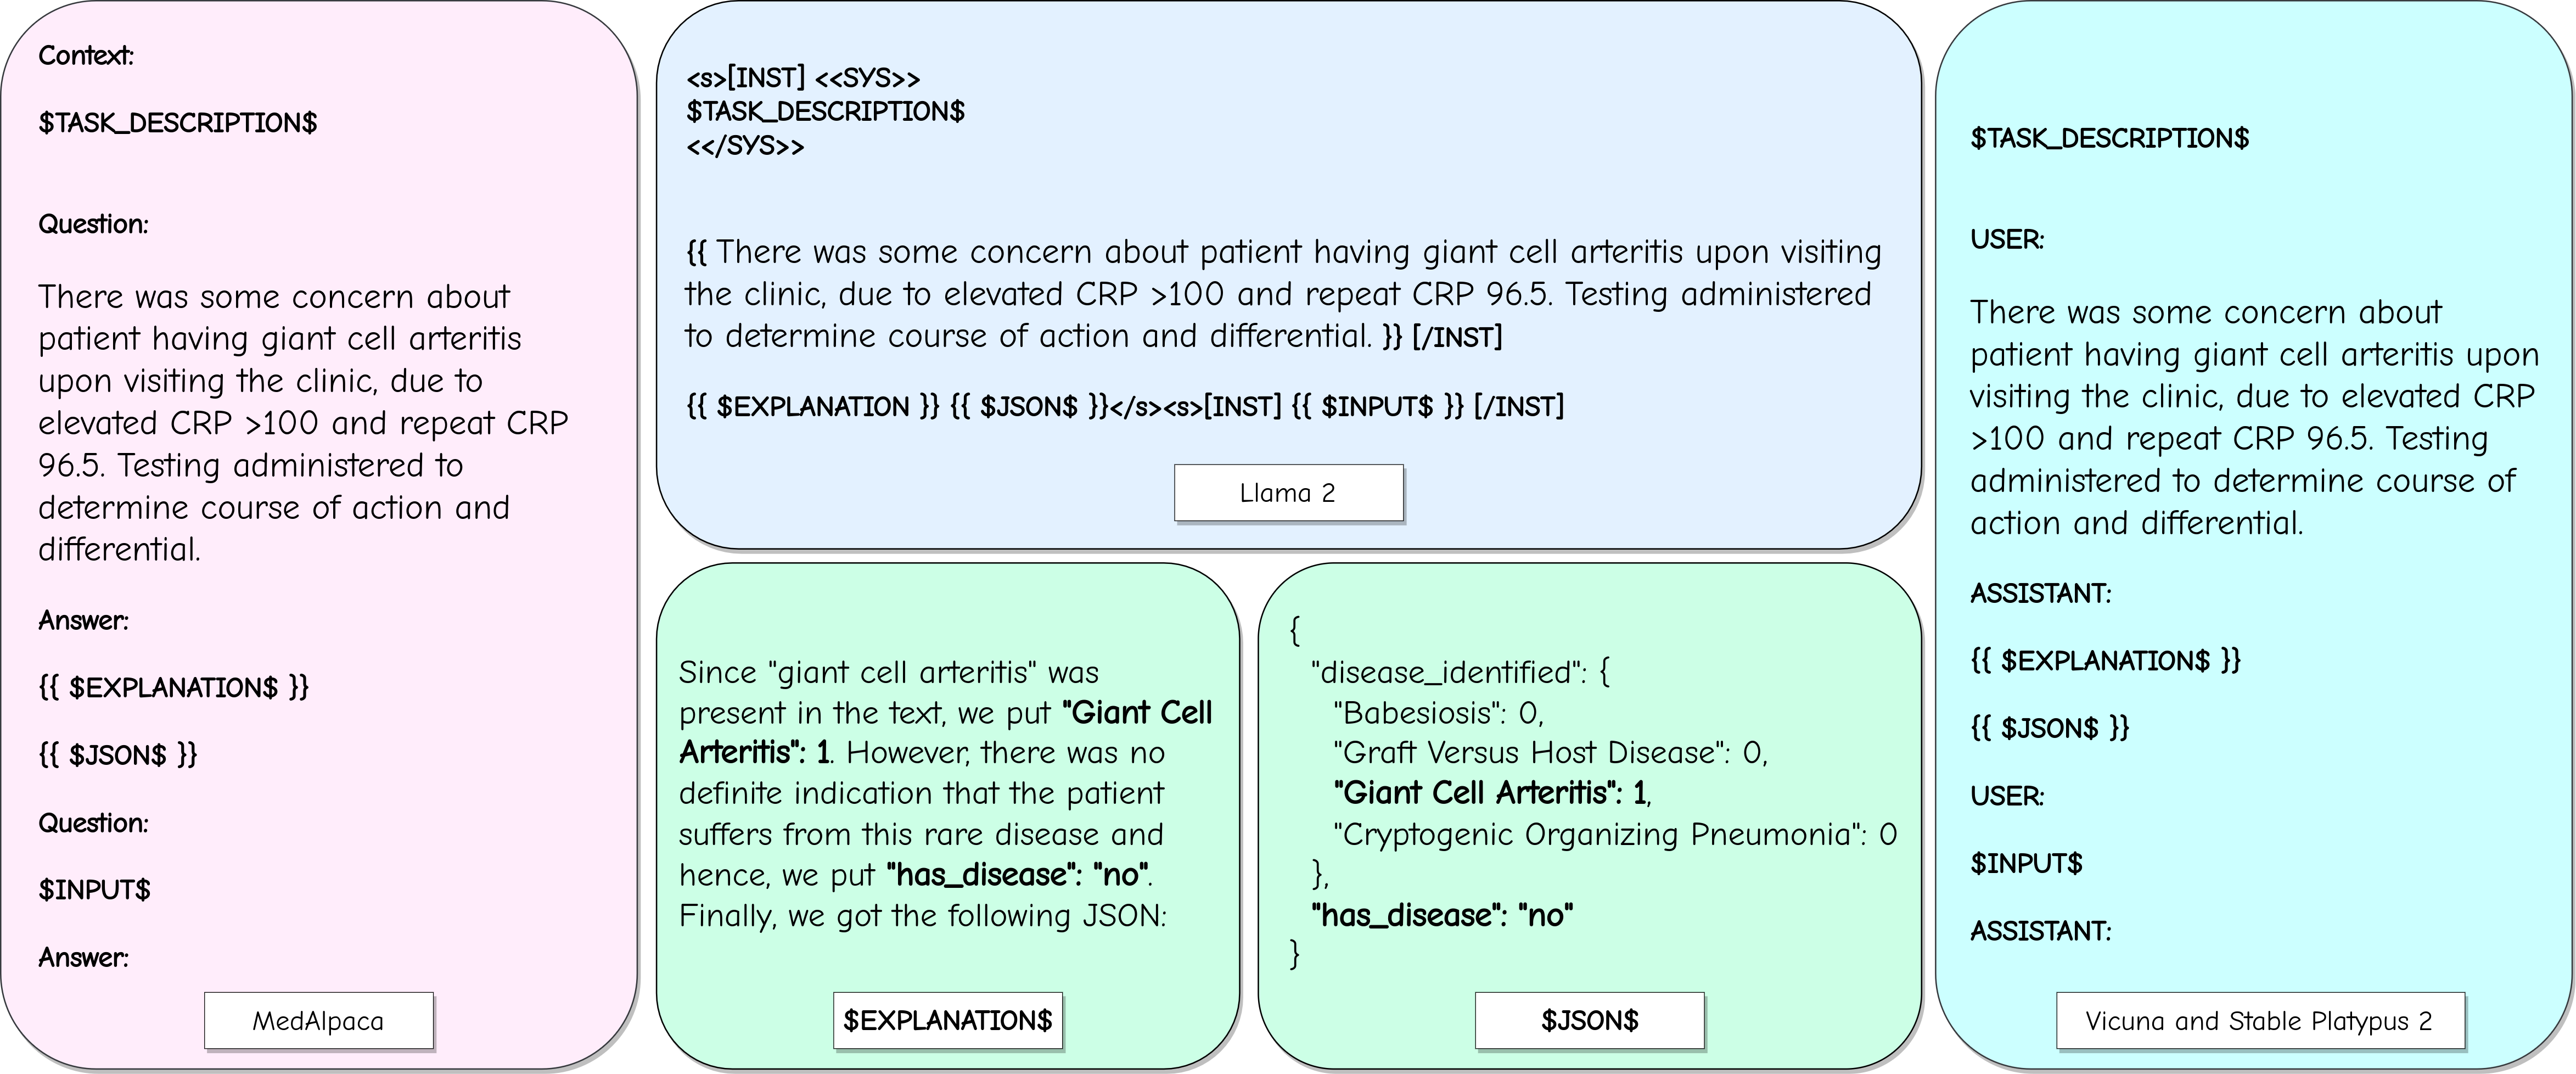 Context:
$TASK_DESCRIPTION$
Question:
There was some concern about
patient having giant cell arteritis
upon visiting the clinic, due to
elevated CRP >100 and repeat CRP
96.5. Testing administered to
determine course of action and
differential.
Answer:
{{ $EXPLANATION$ }}
{{ $JSON$ }}
Question:
$INPUT$
Answer:
MedAlpaca
<s>[INST] <<SYS>>
$TASK_DESCRIPTION$
<</SYS>>
{{ There was some concern about patient having giant cell arteritis upon visiting
the clinic, due to elevated CRP >100 and repeat CRP 96.5. Testing administered
to determine course of action and differential. }} [/INST]
{{ $EXPLANATION }} {{ $JSON$ }}</s><s>[INST] {{ $INPUT$ }} [/INST]
Llama 2
Since "giant cell arteritis" was
present in the text, we put "Giant Cell
Arteritis": 1. However, there was no
definite indication that the patient
suffers from this rare disease and
hence, we put "has_disease": "no".
Finally, we got the following JSON:
$EXPLANATION$
{
"disease_identified": {
"Babesiosis": 0,
"Graft Versus Host Disease": 0,
"Giant Cell Arteritis": 1,
"Cryptogenic Organizing Pneumonia": 0
},
"has_disease": "no"
}
$JSON$
$TASK_DESCRIPTION$
USER:
There was some concern about
patient having giant cell arteritis upon
visiting the clinic, due to elevated CRP
>100 and repeat CRP 96.5. Testing
administered to determine course of
action and differential.
ASSISTANT:
{{ $EXPLANATION$ }}
{{ $JSON$ }}
USER:
$INPUT$
ASSISTANT:
Vicuna and Stable Platypus 2